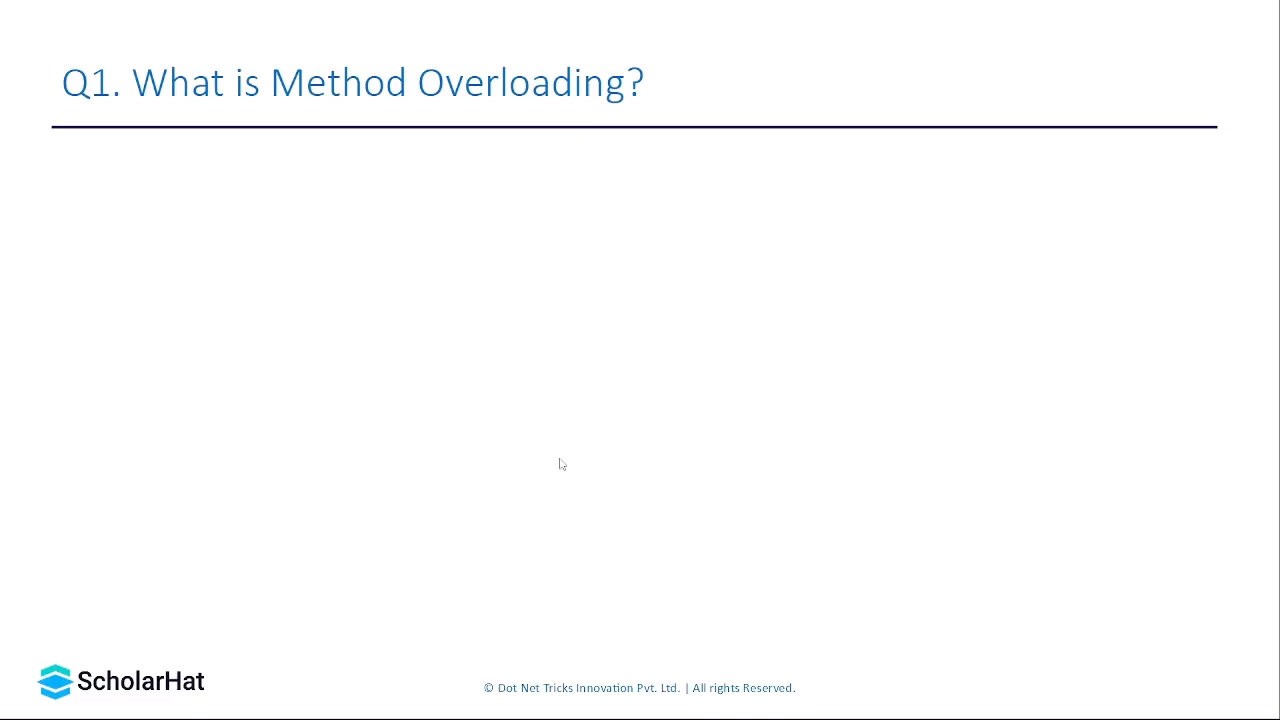 Q1. What is Method Overloading?
ScholarHat
© Dot Net Tricks Innovation Pvt. Ltd. | All rights Reserved.